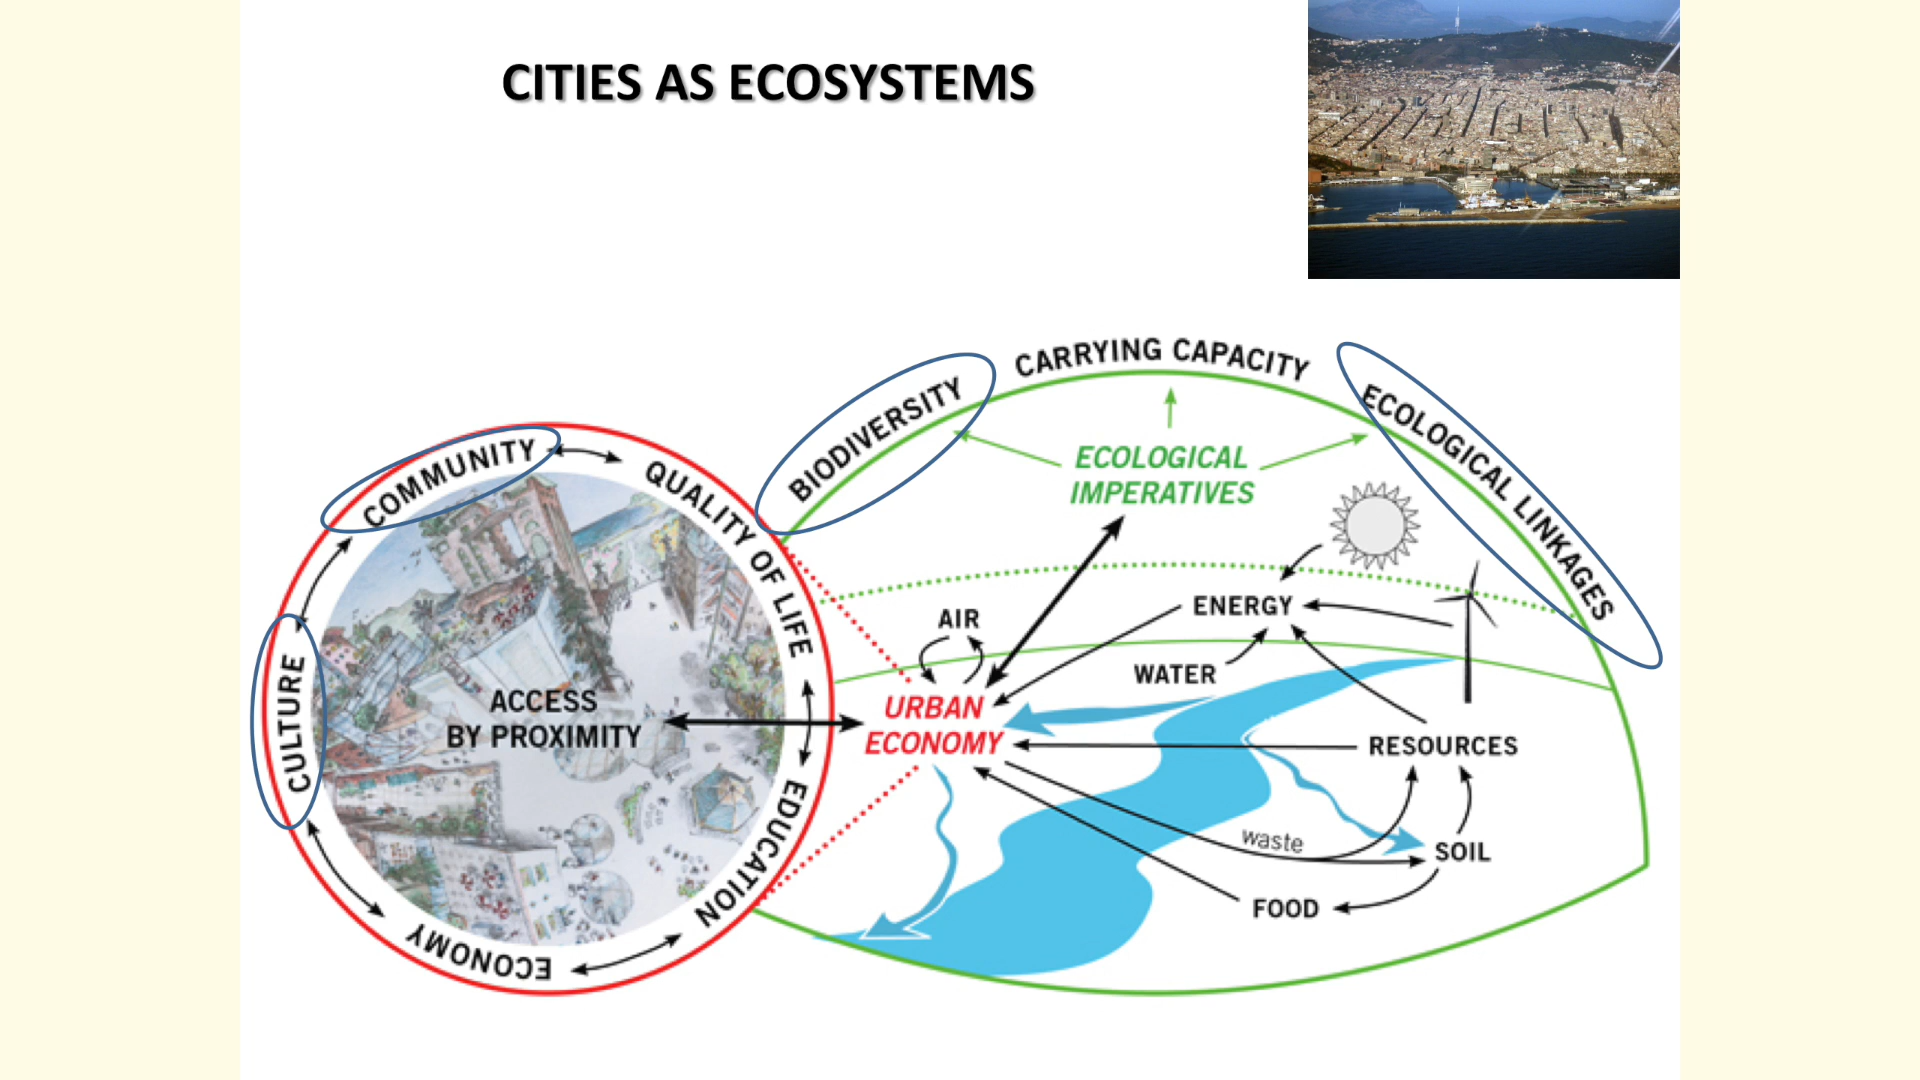 CITIES AS ECOSYSTEMS
CARRYING CAPACITY
BIODIVERSITY
ECOLOGICAL LINKAGES
ECOLOGICAL
IMPERATIVES
COMMUNITY
QUALITY OF LIFE
CULTURE
EDUCATION
ECONOMY
ACCESS
BY PROXIMITY
AIR
ENERGY
WATER
URBAN
ECONOMY
RESOURCES
waste
SOIL
FOOD